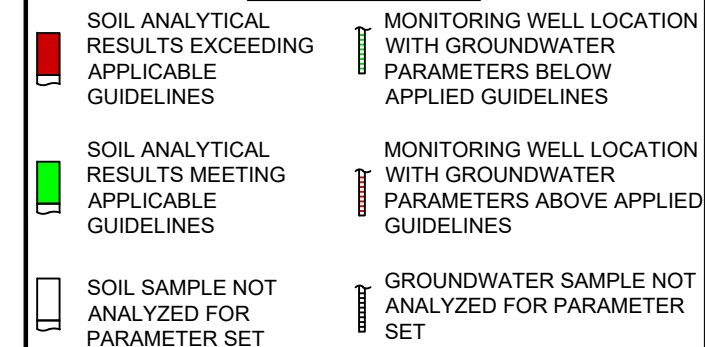 SOIL ANALYTICAL
RESULTS EXCEEDING
APPLICABLE
GUIDELINES
MONITORING WELL LOCATION
WITH GROUNDWATER
PARAMETERS BELOW
APPLIED GUIDELINES
SOIL ANALYTICAL
RESULTS MEETING
APPLICABLE
GUIDELINES
MONITORING WELL LOCATION
WITH GROUNDWATER
PARAMETERS ABOVE APPLIED
GUIDELINES
SOIL SAMPLE NOT
ANALYZED FOR
PARAMETER SET
GROUNDWATER SAMPLE NOT
ANALYZED FOR PARAMETER
SET